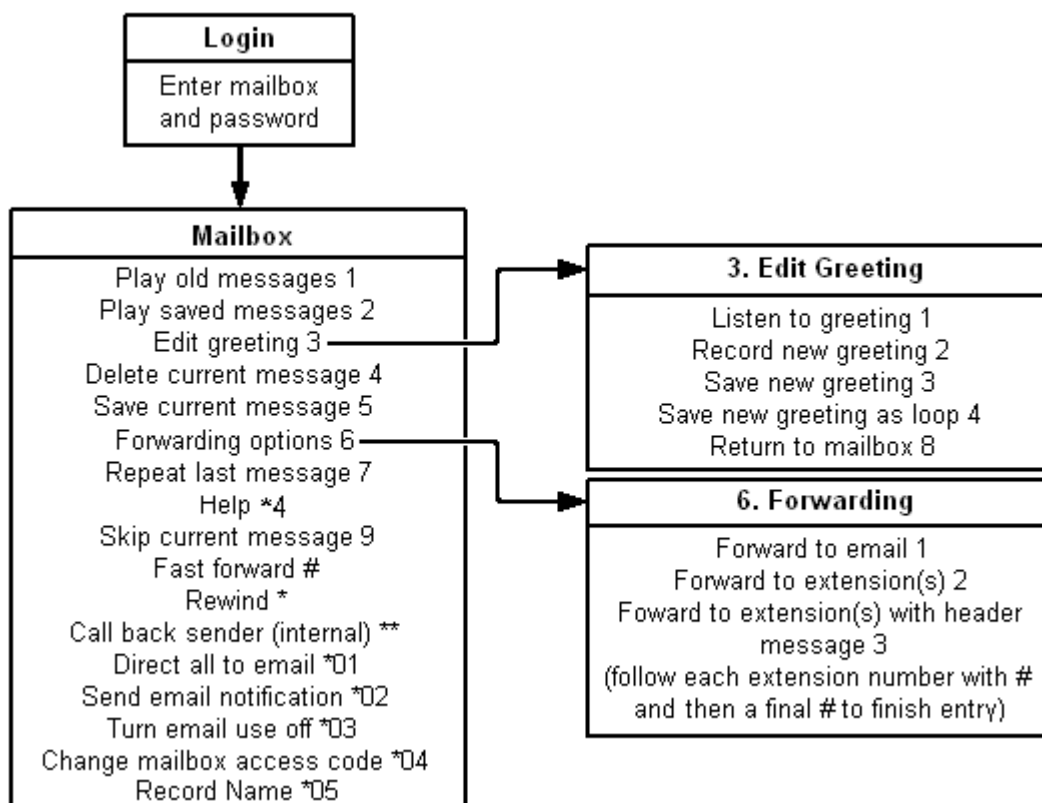 Login
Enter mailbox
and password
Mailbox
Play old messages 1
Play saved messages 2
Edit greeting 3
Delete current message 4
Save current message 5
Forwarding options 6
Repeat last message 7
Help *4
Skip current message 9
Fast forward #
Rewind *
Call back sender (internal) **
Direct all to email *01
Send email notification *02
Turn email use off *03
Change mailbox access code *04
Record Name *05
3. Edit Greeting
Listen to greeting 1
Record new greeting 2
Save new greeting 3
Save new greeting as loop 4
Return to mailbox 8
6. Forwarding
Forward to email 1
Forward to extension(s) 2
Foward to extension(s) with header
message 3
(follow each extension number with #
and then a final # to finish entry)